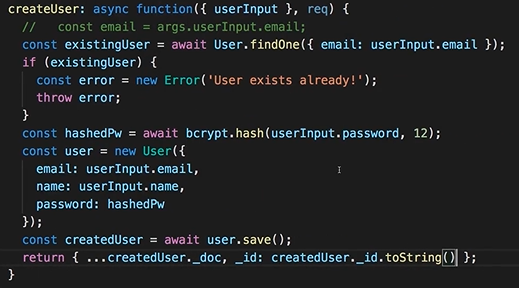 createUser: async function({ userInput }, req) {
//   const email = args.userInput.email;
const existingUser = await User.findOne({ email: userInput.email });
if (existingUser) {
const error = new Error('User exists already!');
throw error;
}
const hashedPw = await bcrypt.hash(userInput.password, 12);
const user = new User({
email: userInput.email,
name: userInput.name,
password: hashedPw
});
const createdUser = await user.save();
return { ...createdUser._doc, _id: createdUser._id.toString() };
}